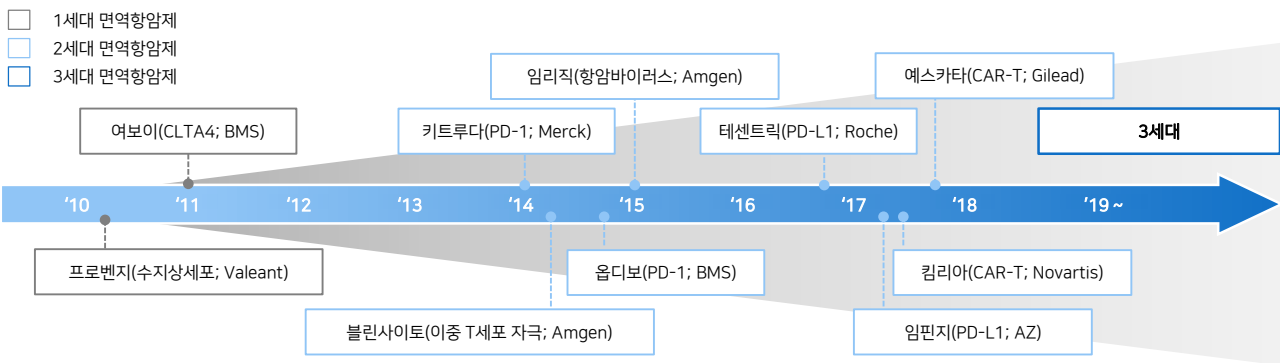 1세대 면역항암제
2세대 면역항암제
3세대 면역항암제
임리직(항암바이러스; Amgen)
예스카타(CAR-T; Gilead)
여보이(CLTA4; BMS)
키트루다(PD-1; Merck)
테센트릭(PD-L1; Roche)
3세대
‘10 ‘11 ‘12 ‘13 ‘14 ‘15 ‘16 ‘17 ‘18 ‘19 ~
프로벤지(수지상세포; Valeant)
옵디보(PD-1; BMS)
킴리아(CAR-T; Novartis)
블린사이토(이중 T세포 자극; Amgen)
임핀지(PD-L1; AZ)